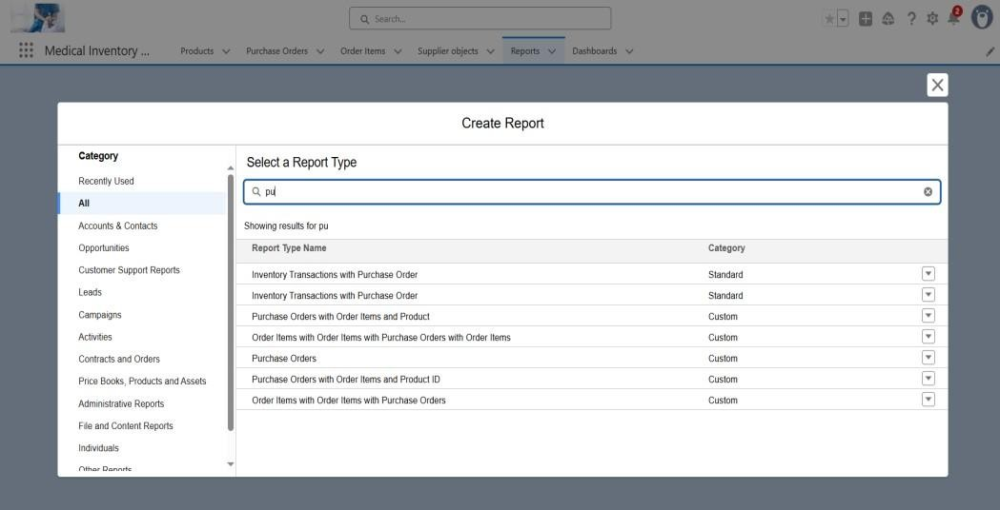 Search...
2
Medical Inventory ...
Products
Purchase Orders
Order Items
Supplier objects
Reports
Dashboards
Create Report
Category
Recently Used
All
Accounts & Contacts
Opportunities
Customer Support Reports
Leads
Campaigns
Activities
Contracts and Orders
Price Books, Products and Assets
Administrative Reports
File and Content Reports
Individuals
Other Reports
Select a Report Type
pu
Showing results for pu
Report Type Name Category
Inventory Transactions with Purchase Order Standard
Inventory Transactions with Purchase Order Standard
Purchase Orders with Order Items and Product Custom
Order Items with Order Items with Purchase Orders with Order Items Custom
Purchase Orders Custom
Purchase Orders with Order Items and Product ID Custom
Order Items with Order Items with Purchase Orders Custom